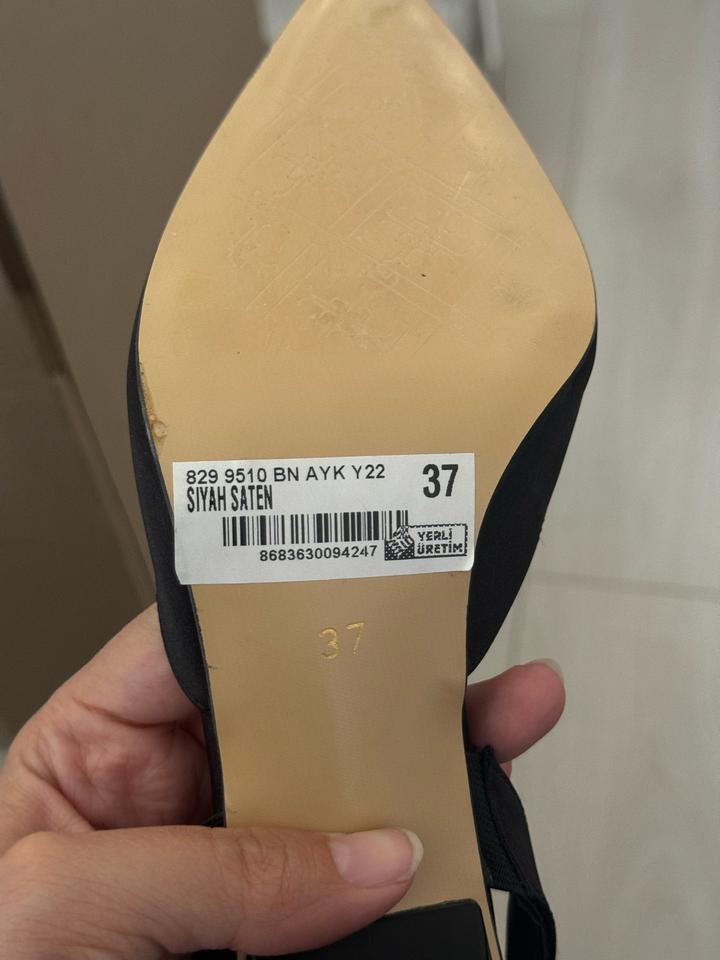 829 9510 BN AYK Y22
37
SIYAH SATEN
8683630094247
YERLİ
ÜRETİM
37